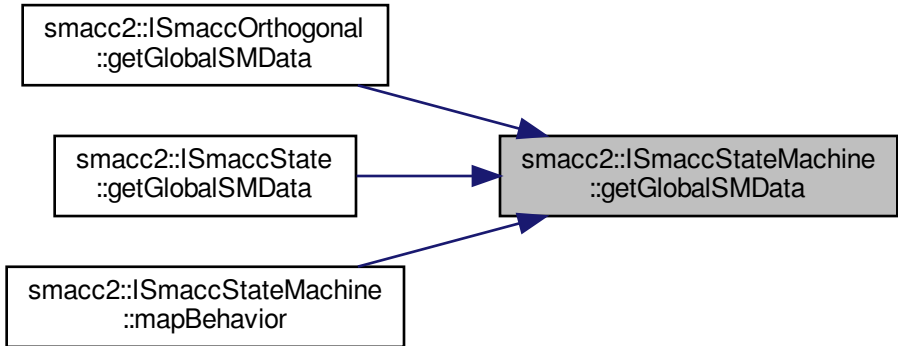 smacc2::ISmaccOrthogonal
::getGlobalSMData
smacc2::ISmaccState
::getGlobalSMData
smacc2::ISmaccStateMachine
::getGlobalSMData
smacc2::ISmaccStateMachine
::mapBehavior